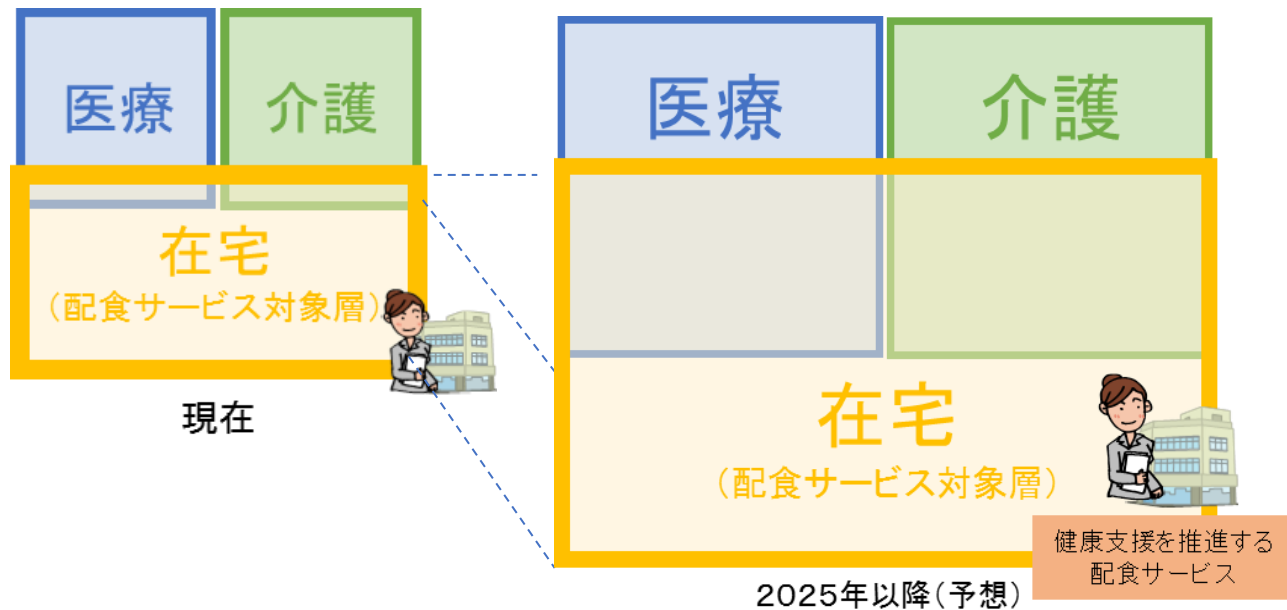 医療
介護
在宅
（配食サービス対象層）
現在
医療
介護
在宅
（配食サービス対象層）
健康支援を推進する
配食サービス
2025年以降（予想）